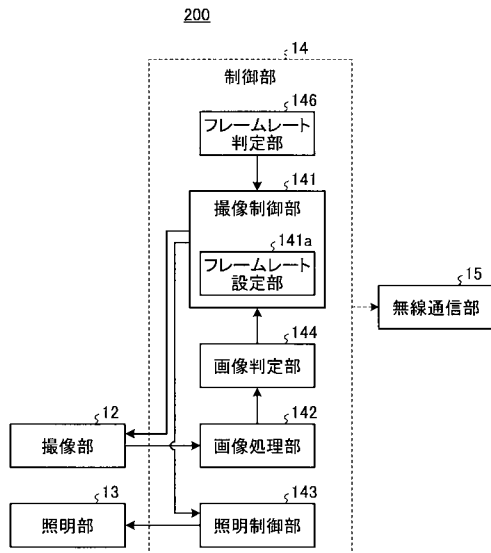 200
14
制御部
146
フレームレート
判定部
141
撮像制御部
141a
フレームレート
設定部
15
無線通信部
144
画像判定部
12
撮像部
142
画像処理部
13
照明部
143
照明制御部